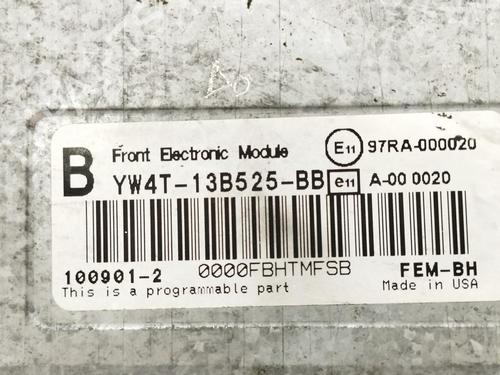 Front Electronic Module E11 97RA-000020
B YW4T-13B525-BB e11 A-00 0020
100901-2 0000FBHTMFSB FEM-BH
This is a programmable part Made in USA